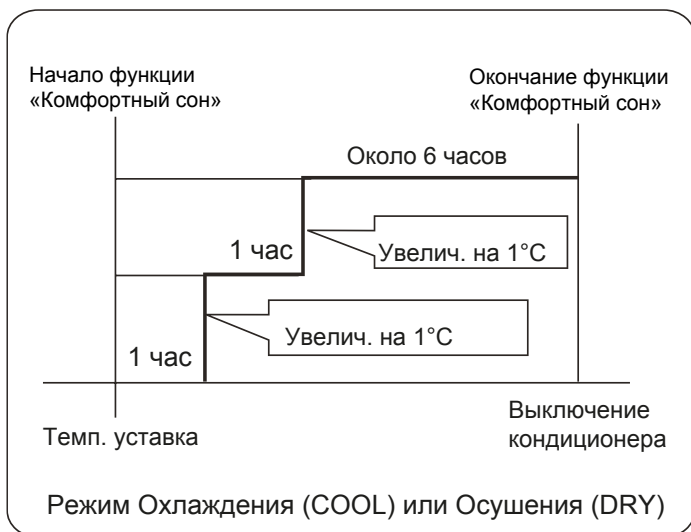 Начало функции
«Комфортный сон»
Окончание функции
«Комфортный сон»
Около 6 часов
1 час
Увелич. на 1°C
1 час
Увелич. на 1°C
Темп. уставка
Выключение
кондиционера
Режим Охлаждения (COOL) или Осушения (DRY)